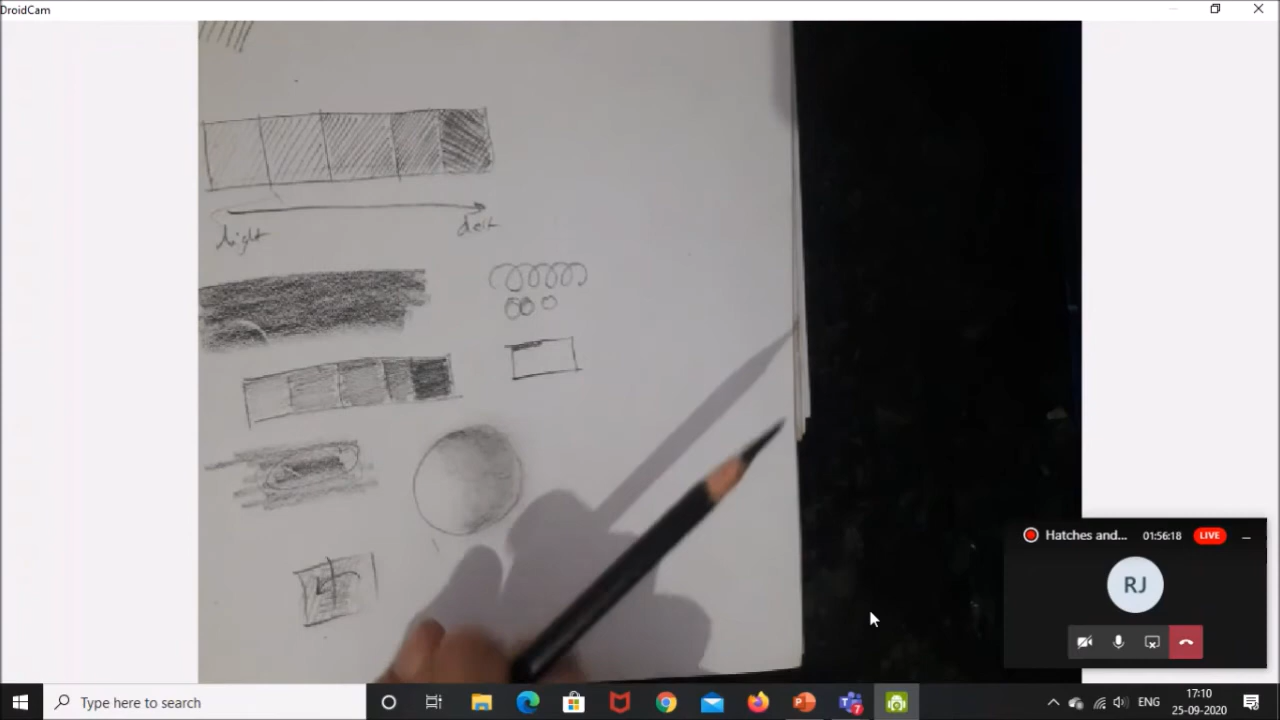 DroidCam
light
Hatches and...
01:56:18
LIVE
RJ
Type here to search
7
ENG
17:10
25-09-2020